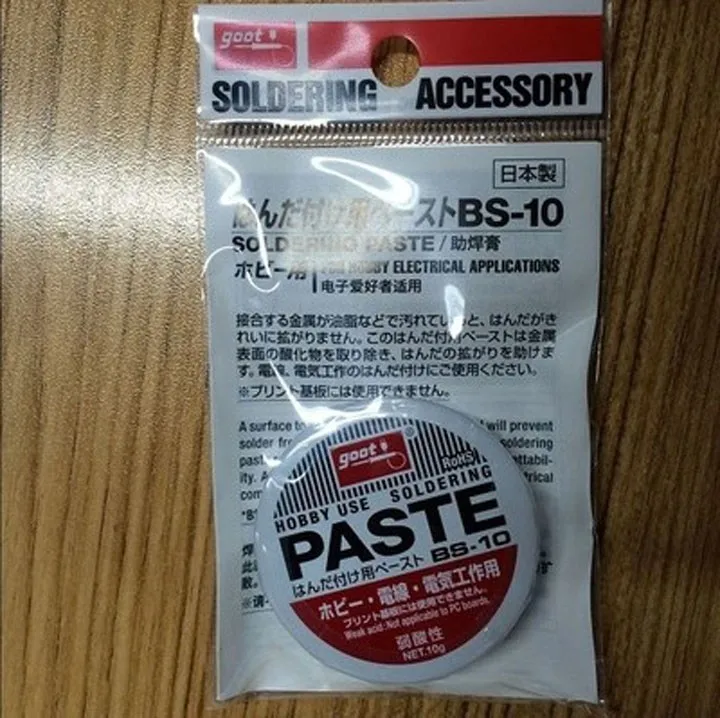 goot
SOLDERING ACCESSORY
日本製
はんだ付け用ペーストBS-10
SOLDERING PASTE / 助焊膏
ホビー用 FOR HOBBY ELECTRICAL APPLICATIONS
电子爱好者适用
接合する金属が油脂などで汚れていると、はんだがき
れいに拡がりません。このはんだ付用ペーストは金属
表面の酸化物を取り除き、はんだの拡がりを助けま
す。電線、電気工作のはんだ付けにご使用ください。
※プリント基板には使用できません。
A surface to will prevent
solder soldering
ity. A
goot
RoHS
HOBBY USE SOLDERING
PASTE
はんだ付け用ペースト BS-10
ホビー・電線・電気工作用
プリント基板には使用できません。
Weak acid:Not applicable to PC boards.
弱酸性
NET.10g